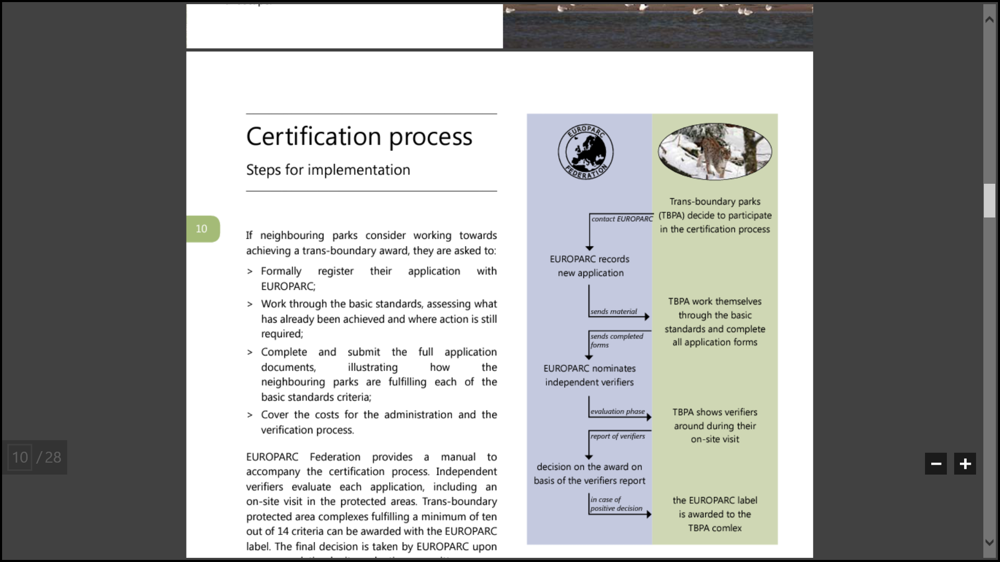 Certification process
Steps for implementation
10
If neighbouring parks consider working towards
achieving a trans-boundary award, they are asked to:
> Formally register their application with
EUROPARC;
> Work through the basic standards, assessing what
has already been achieved and where action is still
required;
> Complete and submit the full application
documents, illustrating how the
neighbouring parks are fulfilling each of the
basic standards criteria;
> Cover the costs for the administration and the
verification process.
EUROPARC Federation provides a manual to
accompany the certification process. Independent
verifiers evaluate each application, including an
on-site visit in the protected areas. Trans-boundary
protected area complexes fulfilling a minimum of ten
out of 14 criteria can be awarded with the EUROPARC
label. The final decision is taken by EUROPARC upon
EUROPARC
FEDERATION
Trans-boundary parks
(TBPA) decide to participate
in the certification process
contact EUROPARC
EUROPARC records
new application
sends material
TBPA work themselves
through the basic
standards and complete
all application forms
sends completed
forms
EUROPARC nominates
independent verifiers
evaluation phase
TBPA shows verifiers
around during their
on-site visit
report of verifiers
decision on the award on
basis of the verifiers report
in case of
positive decision
the EUROPARC label
is awarded to the
TBPA comlex
10 / 28